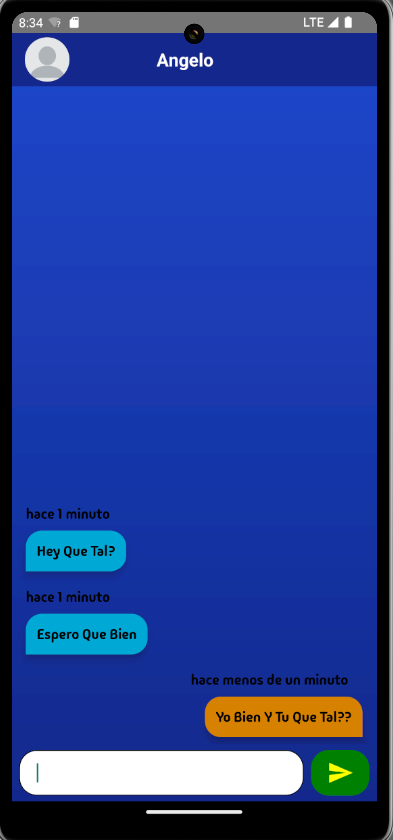 8:34 LTE
Angelo
hace 1 minuto
Hey Que Tal?
hace 1 minuto
Espero Que Bien
hace menos de un minuto
Yo Bien Y Tu Que Tal??